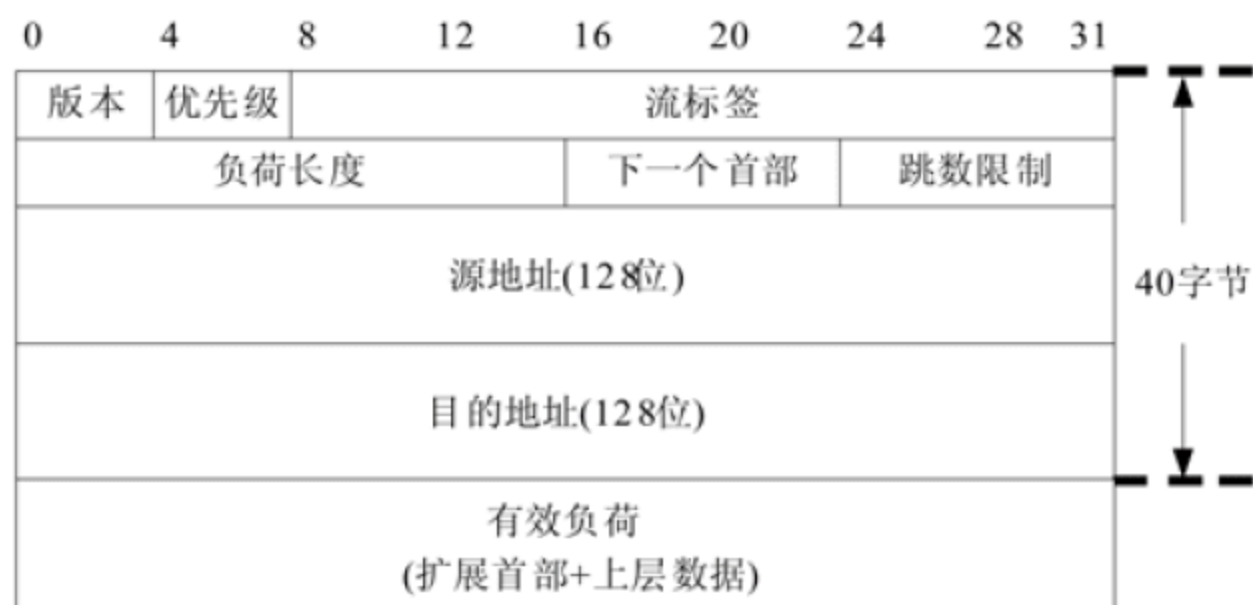 0 4 8 12 16 20 24 28 31
版本 优先级 流标签
负荷长度 下一个首部 跳数限制
源地址(128位)
40字节
目的地址(128位)
有效负荷
(扩展首部+上层数据)